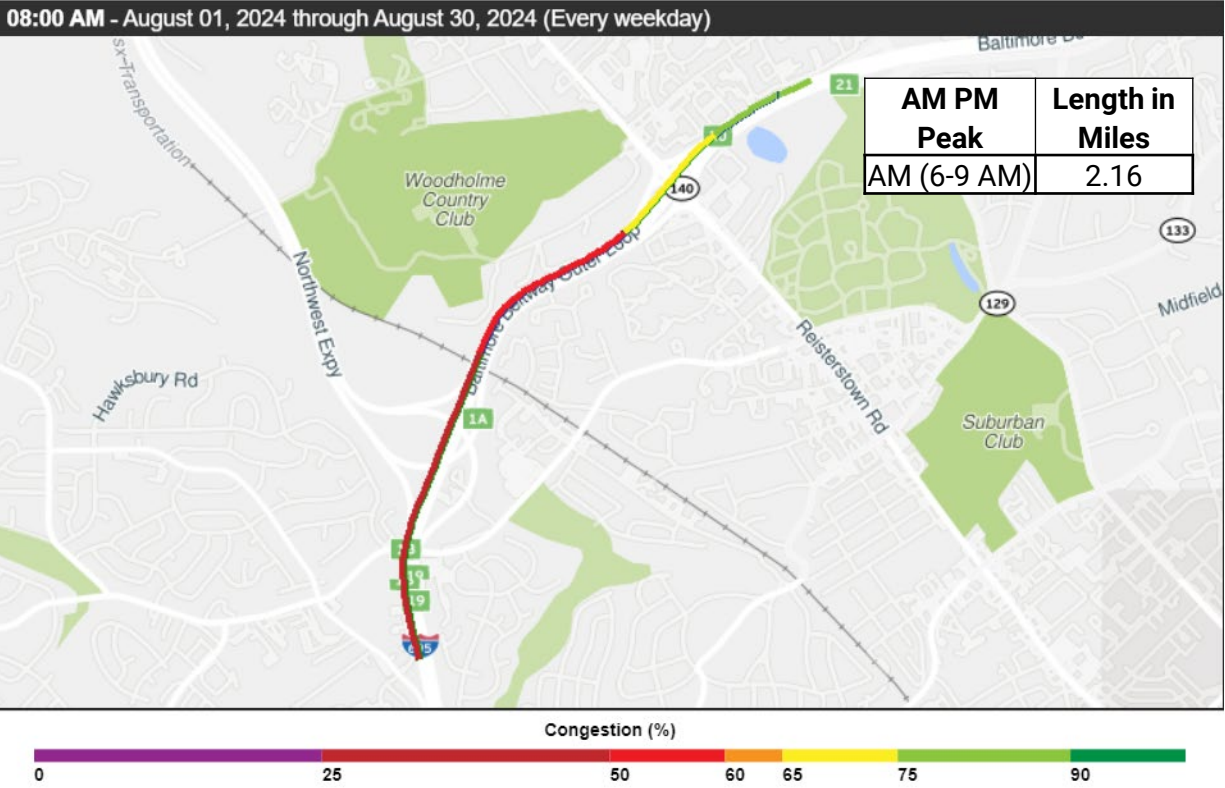 08:00 AM - August 01, 2024 through August 30, 2024 (Every weekday)
Baltimore
21
AM PM Peak
Length in Miles
AM (6-9 AM)
2.16
sx-Transportation
Woodholme
Country
Club
140
133
Baltimore Beltway Outer Loop
Northwest Expy
129
Midfield
Reisterstown Rd
Hawksbury Rd
1A
Suburban
Club
19
19
Congestion (%)
0 25 50 60 65 75 90